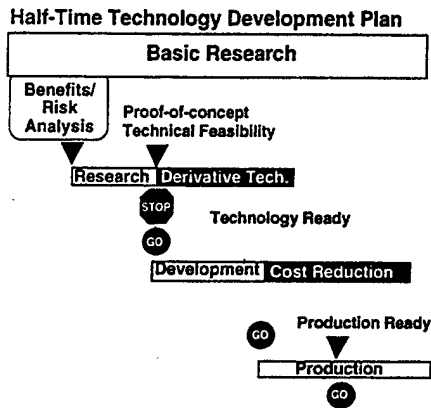 Half-Time Technology Development Plan
Basic Research
Benefits/
Risk
Analysis
Proof-of-concept
Technical Feasibility
Research
Derivative Tech.
STOP
Technology Ready
GO
Development
Cost Reduction
Production Ready
GO
Production
GO